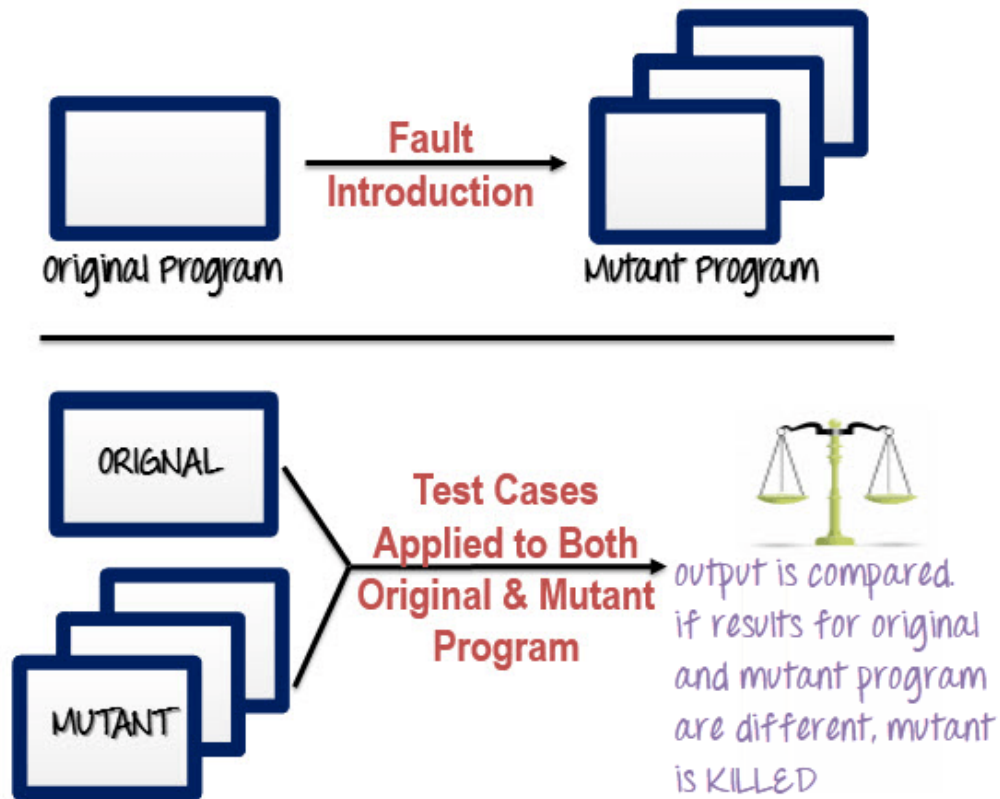 Fault
Introduction
Original Program
Mutant Program
ORIGNAL
MUTANT
Test Cases
Applied to Both
Original & Mutant
Program
output is compared.
if results for original
and mutant program
are different, mutant
is KILLED